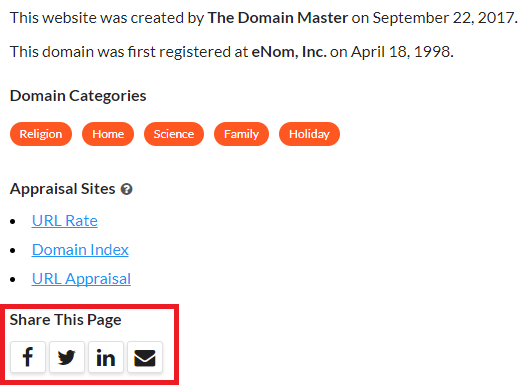 This website was created by The Domain Master on September 22, 2017.
This domain was first registered at eNom, Inc. on April 18, 1998.
Domain Categories
Religion Home Science Family Holiday
Appraisal Sites
URL Rate
Domain Index
URL Appraisal
Share This Page